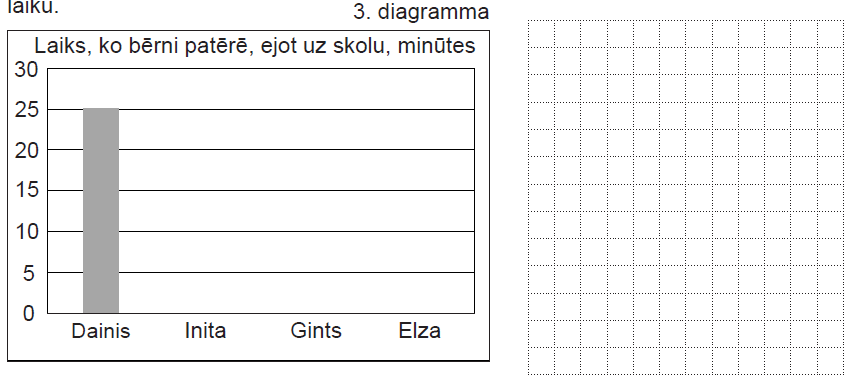 laiku.
3. diagramma
Laiks, ko bērni patērē, ejot uz skolu, minūtes
30
25
20
15
10
5
0
Dainis Inita Gints Elza